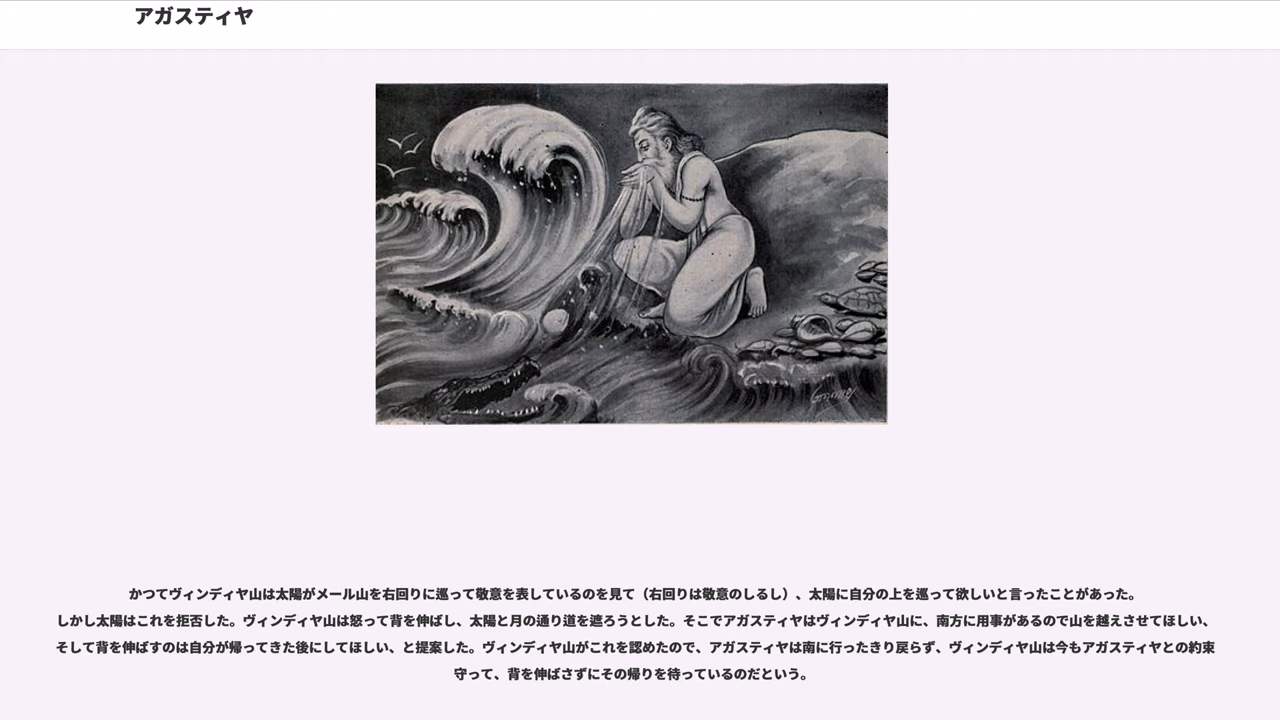 アガスティヤ
かつてヴィンディヤ山は太陽がメール山を右回りに巡って敬意を表しているのを見て（右回りは敬意のしるし）、太陽に自分の上を巡って欲しいと言ったことがあった。
しかし太陽はこれを拒否した。ヴィンディヤ山は怒って背を伸ばし、太陽と月の通り道を遮ろうとした。そこでアガスティヤはヴィンディヤ山に、南方に用事があるので山を越えさせてほしい、
そして背を伸ばすのは自分が帰ってきた後にしてほしい、と提案した。ヴィンディヤ山がこれを認めたので、アガスティヤは南に行ったきり戻らず、ヴィンディヤ山は今もアガスティヤとの約束
守って、背を伸ばさずにその帰りを待っているのだという。